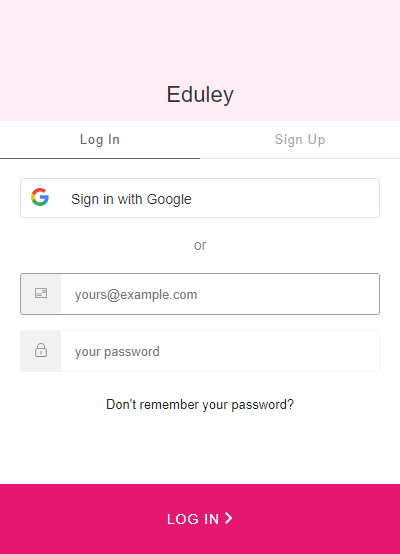 Eduley
Log In
Sign Up
Sign in with Google
or
yours@example.com
your password
Don't remember your password?
LOG IN